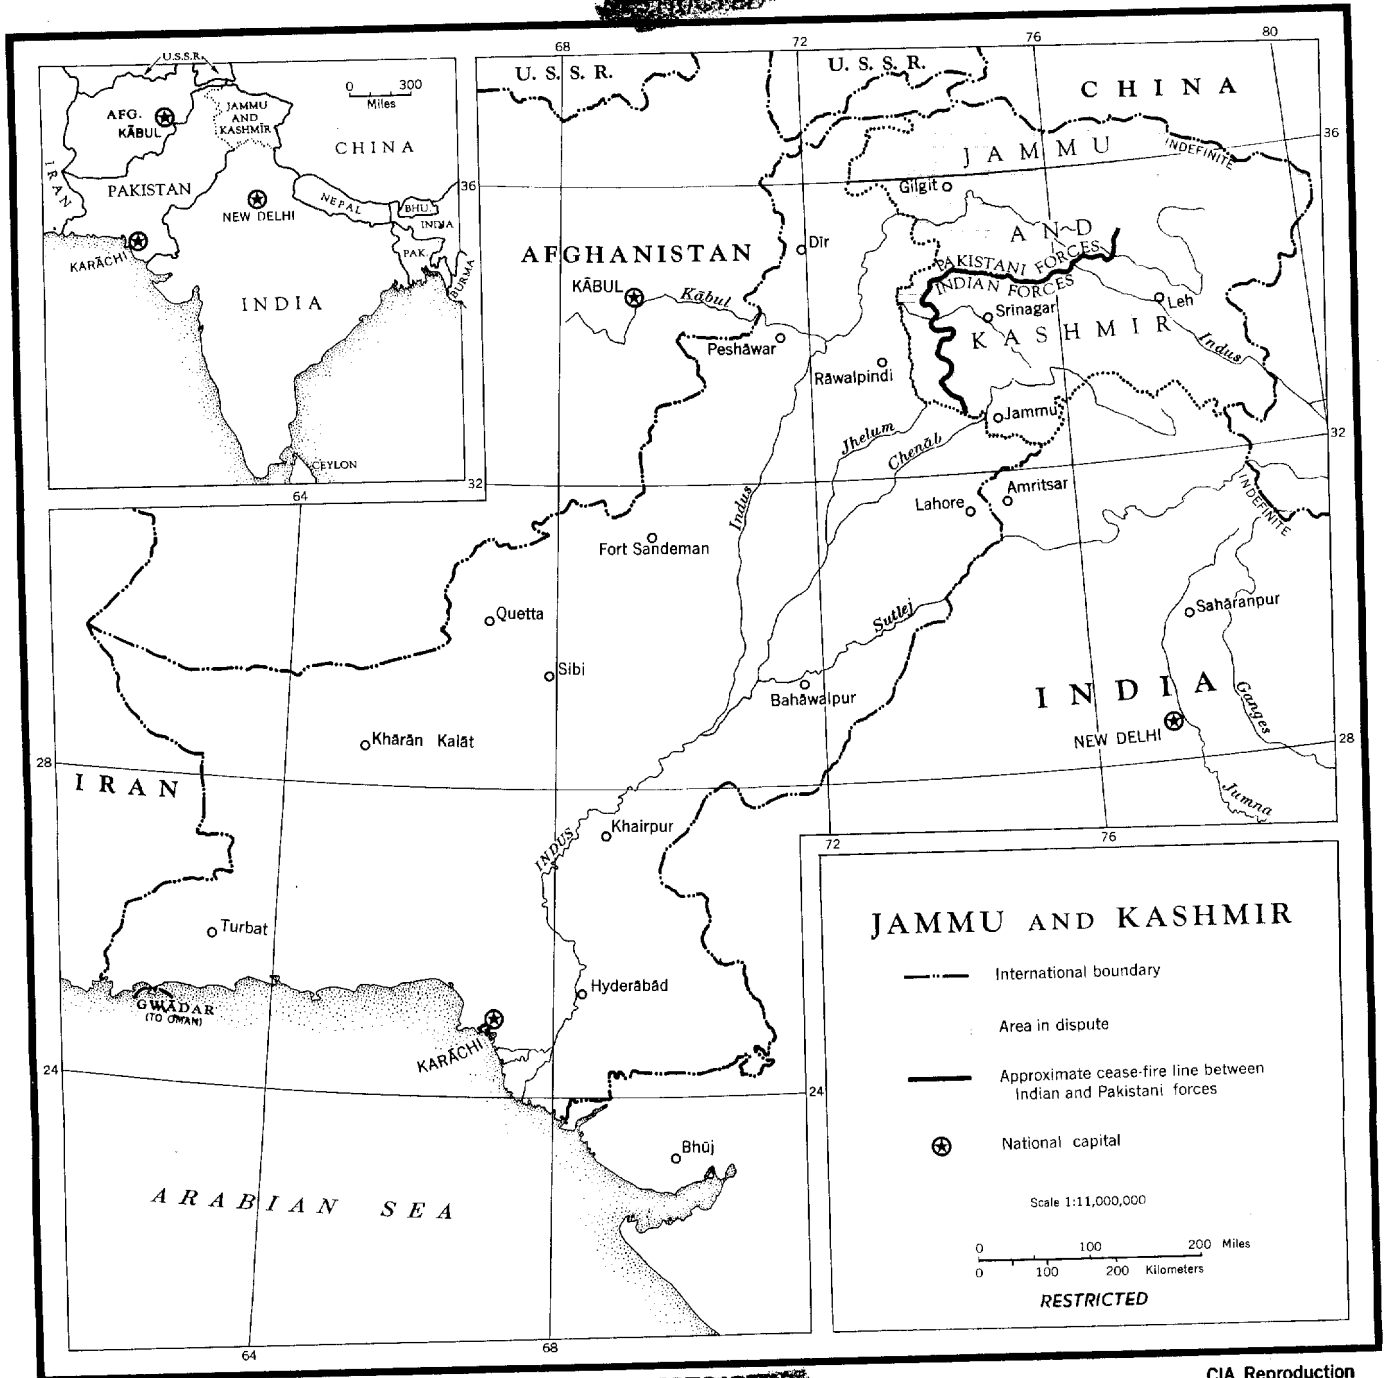 U.S.S.R.
0 300
Miles
AFG.
KĀBUL
JAMMU
AND
KASHMĪR
CHINA
IRAN
PAKISTAN
NEW DELHI
NEPAL
BHU.
INDIA
PAK.
BURMA
KARĀCHI
INDIA
CEYLON
64
68
72
76
80
36
32
U. S. S. R.
U. S. S. R.
CHINA
36
INDEFINITE
JAMMU
Gilgit
AND
AFGHANISTAN
Dīr
PAKISTANI FORCES
INDIAN FORCES
KĀBUL
Kābul
Srinagar
Leh
KASHMIR
Indus
Peshāwar
Rāwalpindi
Jammu
Jhelum
Chenāb
32
Indus
Lahore
Amritsar
INDEFINITE
Fort Sandeman
Quetta
Sutlej
Sahāranpur
Sibi
Bahāwalpur
INDIA
Ganges
NEW DELHI
28
Khārān Kalāt
28
IRAN
Jumna
Khairpur
INDUS
72
76
Turbat
Hyderābād
GWĀDAR
(TO OMAN)
KARĀCHI
24
24
Bhūj
ARABIAN SEA
64
68
JAMMU AND KASHMIR
International boundary
Area in dispute
Approximate cease-fire line between
Indian and Pakistani forces
National capital
Scale 1:11,000,000
0 100 200 Miles
0 100 200 Kilometers
RESTRICTED
CIA Reproduction